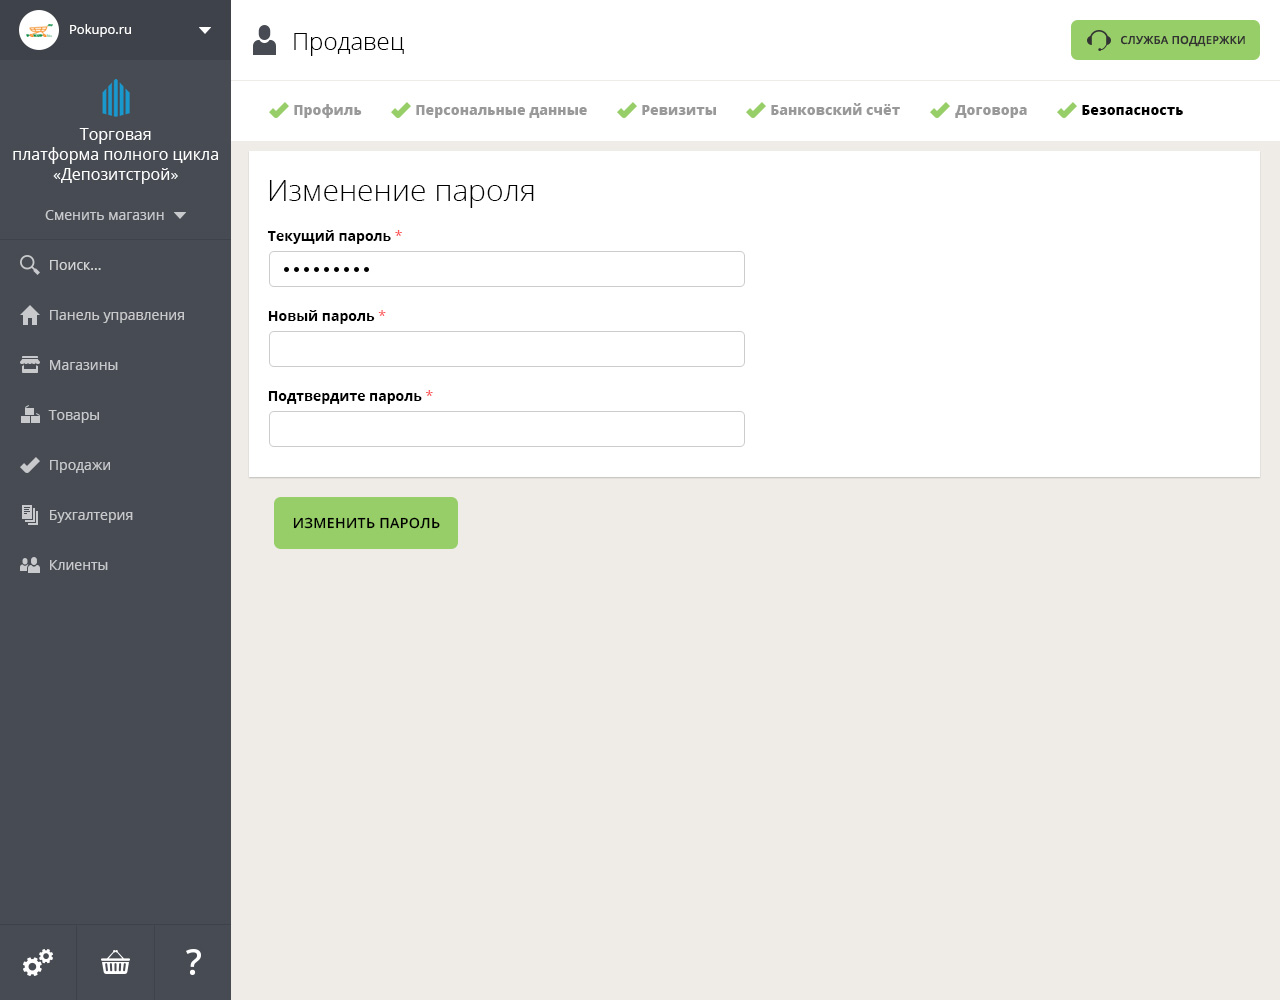 Pokupo.ru
Продавец
СЛУЖБА ПОДДЕРЖКИ
Торговая
платформа полного цикла
«Депозитстрой»
Сменить магазин
Поиск...
Панель управления
Магазины
Товары
Продажи
Бухгалтерия
Клиенты
?
Профиль
Персональные данные
Ревизиты
Банковский счёт
Договора
Безопасность
Изменение пароля
Текущий пароль *
•••••••••
Новый пароль *
Подтвердите пароль *
ИЗМЕНИТЬ ПАРОЛЬ